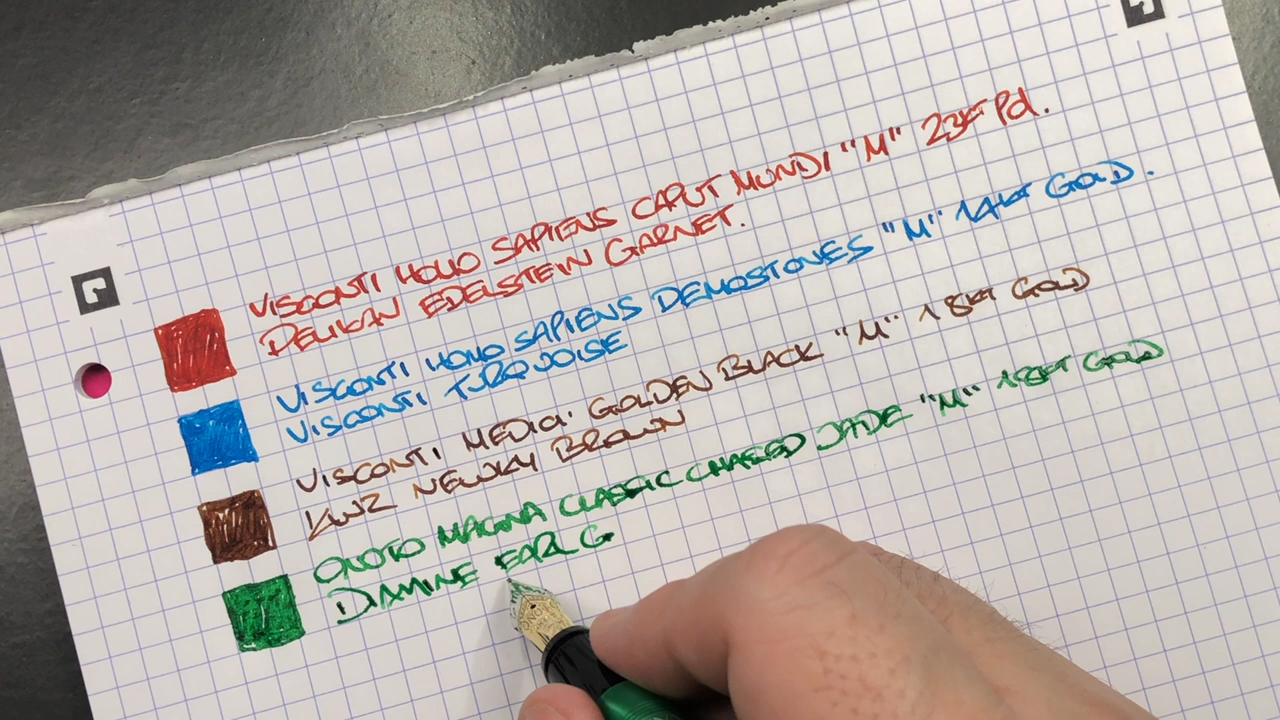 VISCONTI HOMO SAPIENS CAPUT MUNDI "M" 23KT Pd.
PELIKAN EDELSTEIN GARNET.
VISCONTI HOMO SAPIENS DEMOSTONES "M" 14KT GOLD.
VISCONTI TURQUOISE
VISCONTI MEDICI GOLDEN BLACK "M" 18KT GOLD
KWZ NEWKY BROWN
ONOTO MAGNA CLASSIC CHASED JADE "M" 18KT GOLD
DIAMINE EARL G